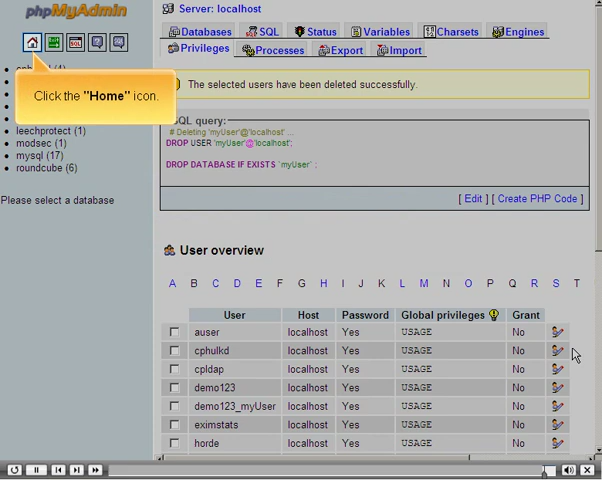 phpMyAdmin
Server: localhost
Databases SQL Status Variables Charsets Engines
Privileges Processes Export Import
Click the "Home" icon.
leechprotect (1)
modsec (1)
mysql (17)
roundcube (6)
Please select a database
The selected users have been deleted successfully.
SQL query:
# Deleting 'myUser'@'localhost' ...
DROP USER 'myUser'@'localhost';
DROP DATABASE IF EXISTS `myUser` ;
[ Edit ] [ Create PHP Code ]
User overview
A B C D E F G H I J K L M N O P Q R S T
User Host Password Global privileges Grant
auser localhost Yes USAGE No
cphulkd localhost Yes USAGE No
cpldap localhost Yes USAGE No
demo123 localhost Yes USAGE No
demo123_myUser localhost Yes USAGE No
eximstats localhost Yes USAGE No
horde localhost Yes USAGE No